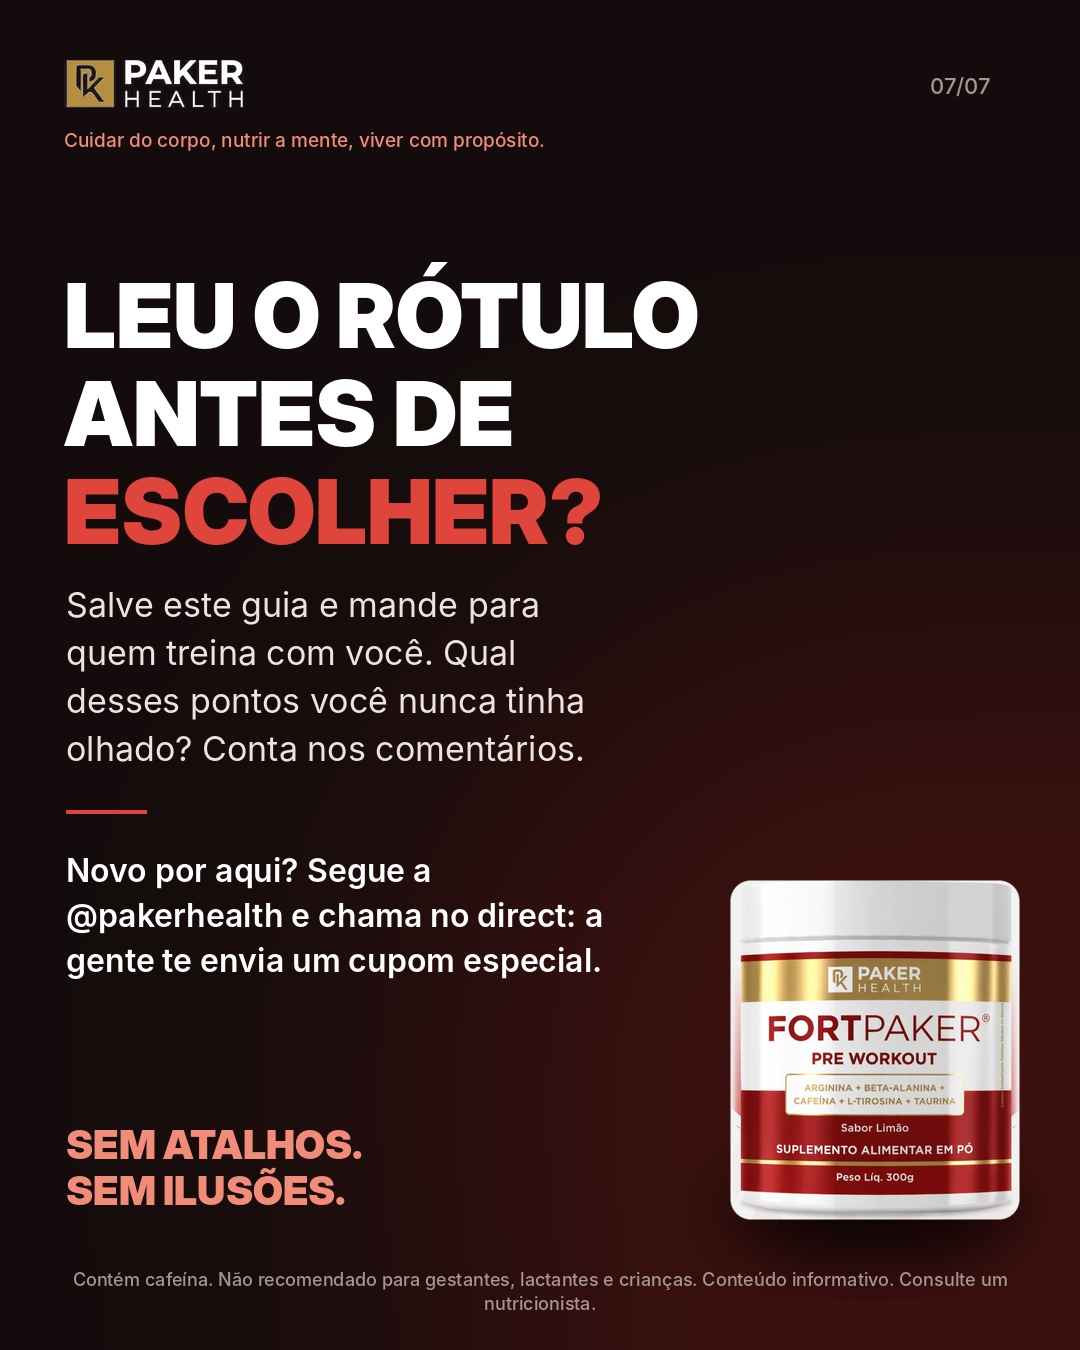 PAKER
HEALTH
07/07
Cuidar do corpo, nutrir a mente, viver com propósito.
LEU O RÓTULO
ANTES DE
ESCOLHER?
Salve este guia e mande para
quem treina com você. Qual
desses pontos você nunca tinha
olhado? Conta nos comentários.
Novo por aqui? Segue a
@pakerhealth e chama no direct: a
gente te envia um cupom especial.
PAKER
HEALTH
FORTPAKER®
PRE WORKOUT
ARGININA + BETA-ALANINA +
CAFEÍNA + L-TIROSINA + TAURINA
Sabor Limão
SUPLEMENTO ALIMENTAR EM PÓ
Peso Líq. 300g
SEM ATALHOS.
SEM ILUSÕES.
Contém cafeína. Não recomendado para gestantes, lactantes e crianças. Conteúdo informativo. Consulte um
nutricionista.